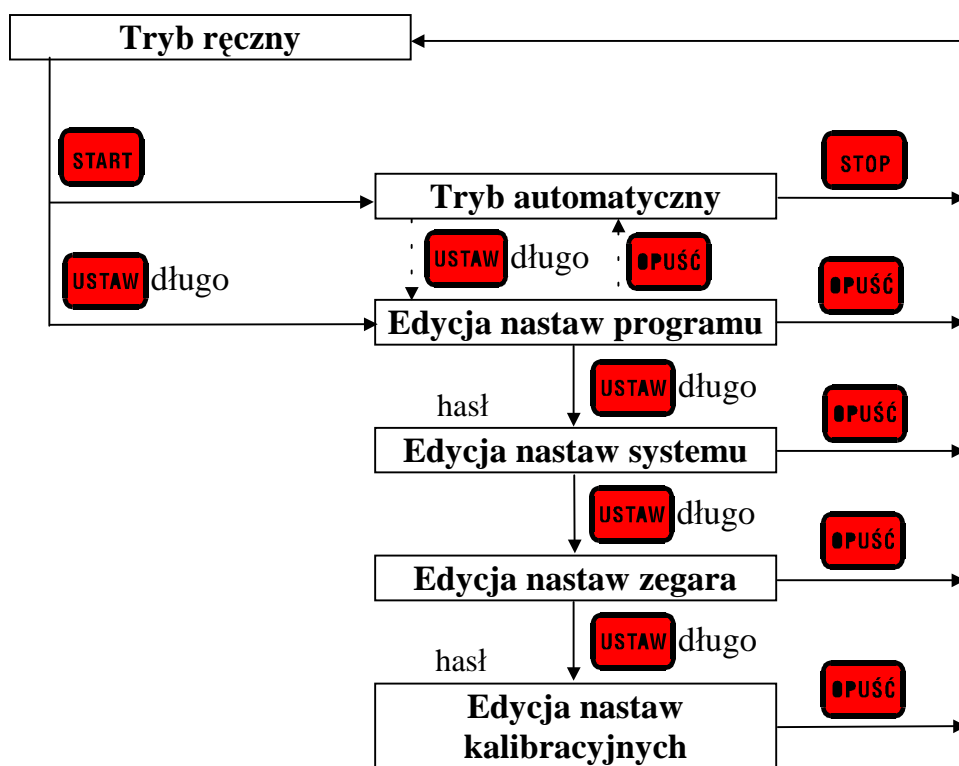 Tryb ręczny
START
STOP
Tryb automatyczny
USTAW długo
USTAW długo
OPUŚĆ
OPUŚĆ
Edycja nastaw programu
USTAW długo
hasł
OPUŚĆ
Edycja nastaw systemu
USTAW długo
OPUŚĆ
Edycja nastaw zegara
USTAW długo
hasł
OPUŚĆ
Edycja nastaw
kalibracyjnych